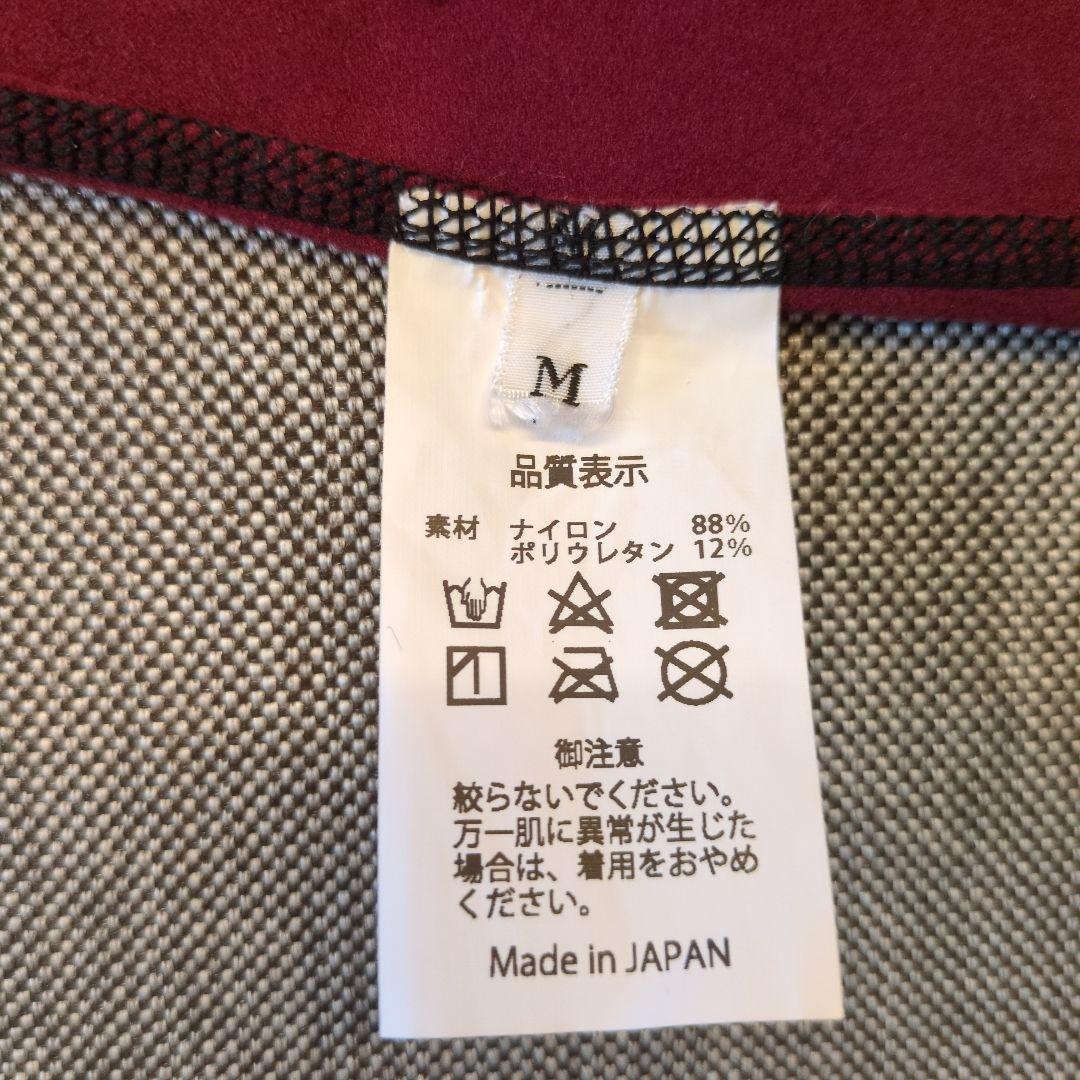 M
品質表示
素材 ナイロン 88%
ポリウレタン 12%
御注意
絞らないでください。
万一肌に異常が生じた
場合は、着用をおやめ
ください。
Made in JAPAN